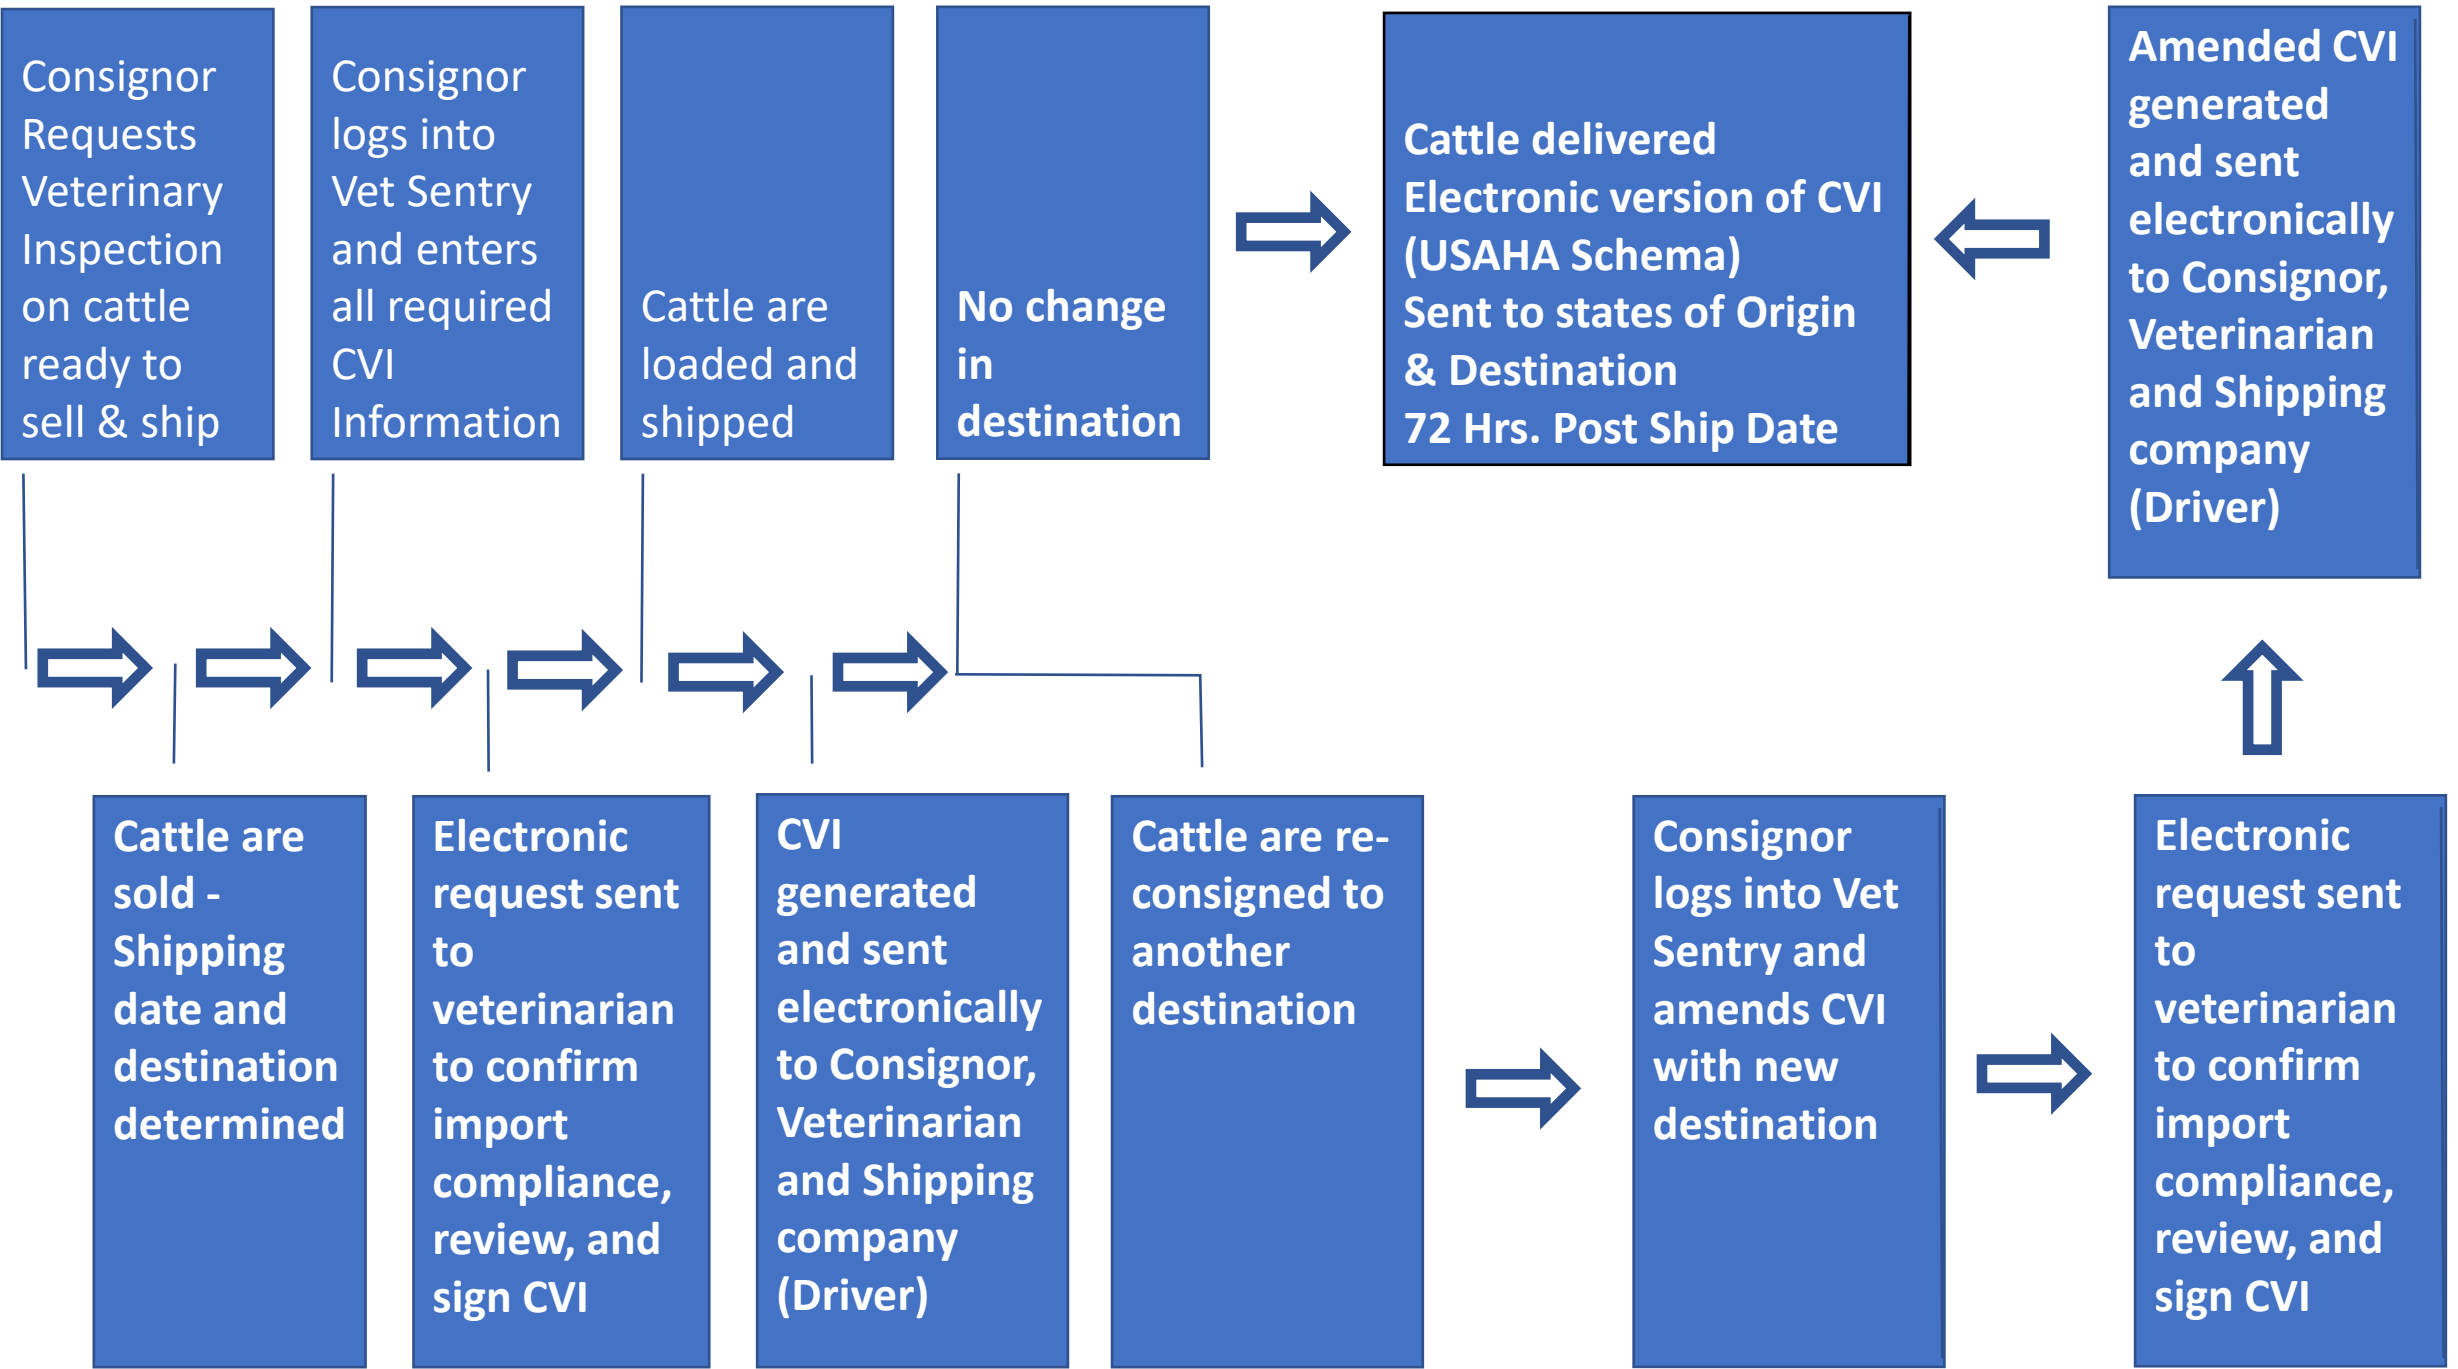 Consignor
Requests
Veterinary
Inspection
on cattle
ready to
sell & ship
Consignor
logs into
Vet Sentry
and enters
all required
CVI
Information
Cattle are
loaded and
shipped
No change
in
destination
Cattle delivered
Electronic version of CVI
(USAHA Schema)
Sent to states of Origin
& Destination
72 Hrs. Post Ship Date
Amended CVI
generated
and sent
electronically
to Consignor,
Veterinarian
and Shipping
company
(Driver)
Cattle are
sold -
Shipping
date and
destination
determined
Electronic
request sent
to
veterinarian
to confirm
import
compliance,
review, and
sign CVI
CVI
generated
and sent
electronically
to Consignor,
Veterinarian
and Shipping
company
(Driver)
Cattle are re-
consigned to
another
destination
Consignor
logs into Vet
Sentry and
amends CVI
with new
destination
Electronic
request sent
to
veterinarian
to confirm
import
compliance,
review, and
sign CVI